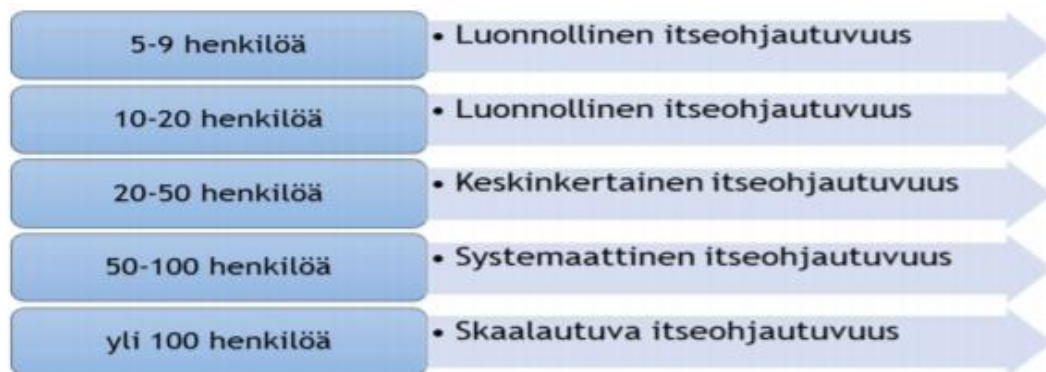 5-9 henkilöä
• Luonnollinen itseohjautuvuus
10-20 henkilöä
• Luonnollinen itseohjautuvuus
20-50 henkilöä
• Keskinkertainen itseohjautuvuus
50-100 henkilöä
• Systemaattinen itseohjautuvuus
yli 100 henkilöä
• Skaalautuva itseohjautuvuus